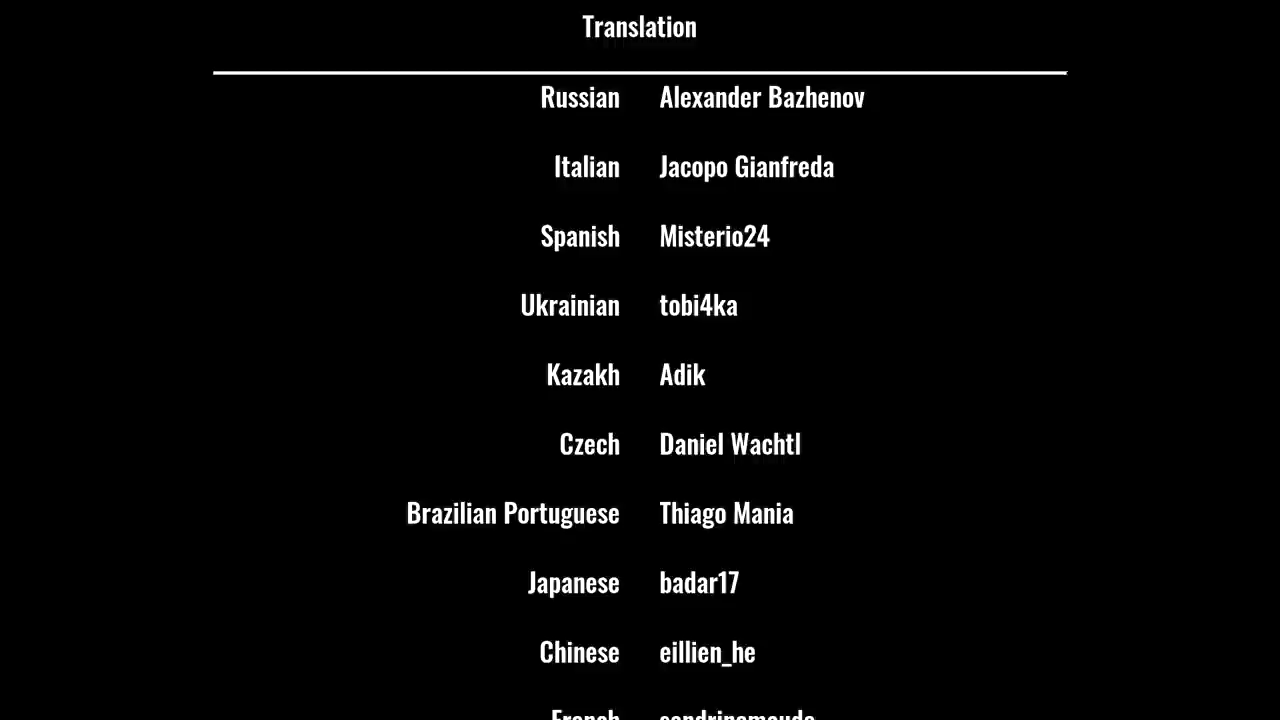 Translation
Russian Alexander Bazhenov
Italian Jacopo Gianfreda
Spanish Misterio24
Ukrainian tobi4ka
Kazakh Adik
Czech Daniel Wachtl
Brazilian Portuguese Thiago Mania
Japanese badar17
Chinese eillien_he
French